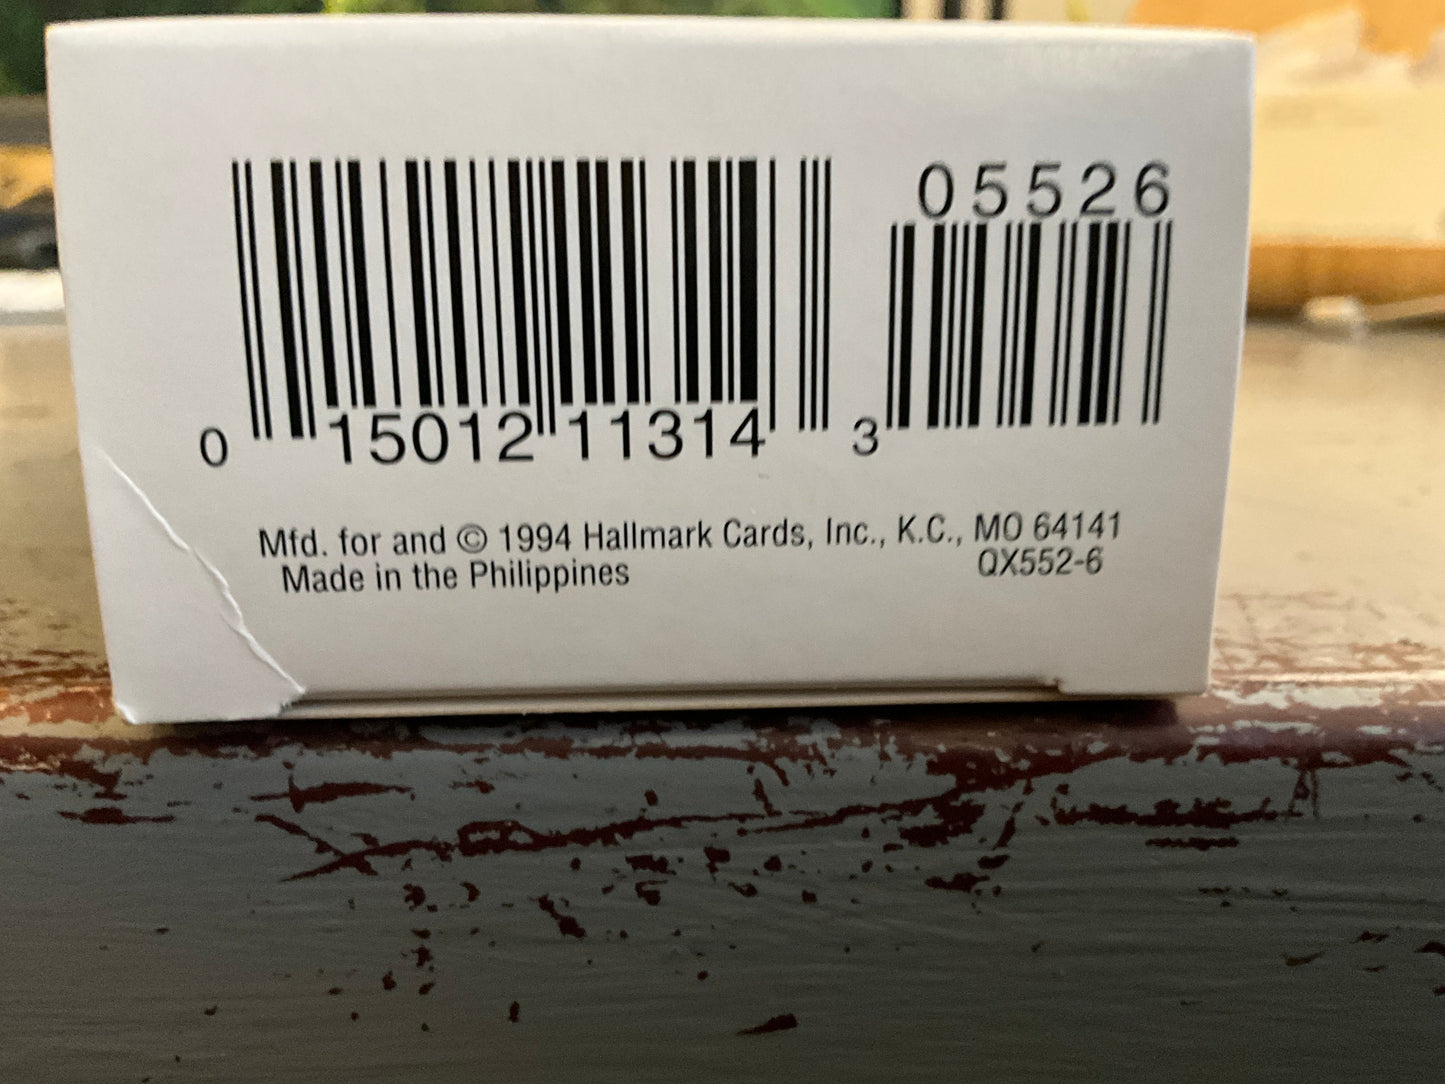 05526
0 15012 11314 3
Mfd. for and © 1994 Hallmark Cards, Inc., K.C., MO 64141
Made in the Philippines QX552-6